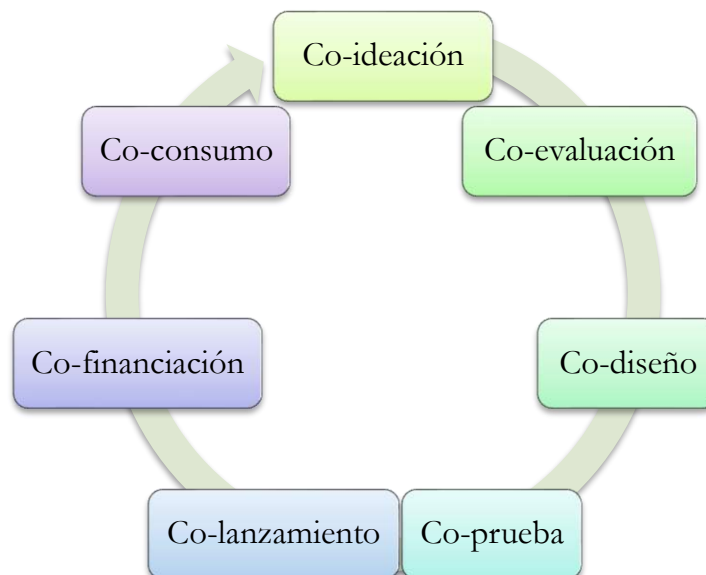 Co-ideación
Co-evaluación
Co-diseño
Co-prueba
Co-lanzamiento
Co-financiación
Co-consumo